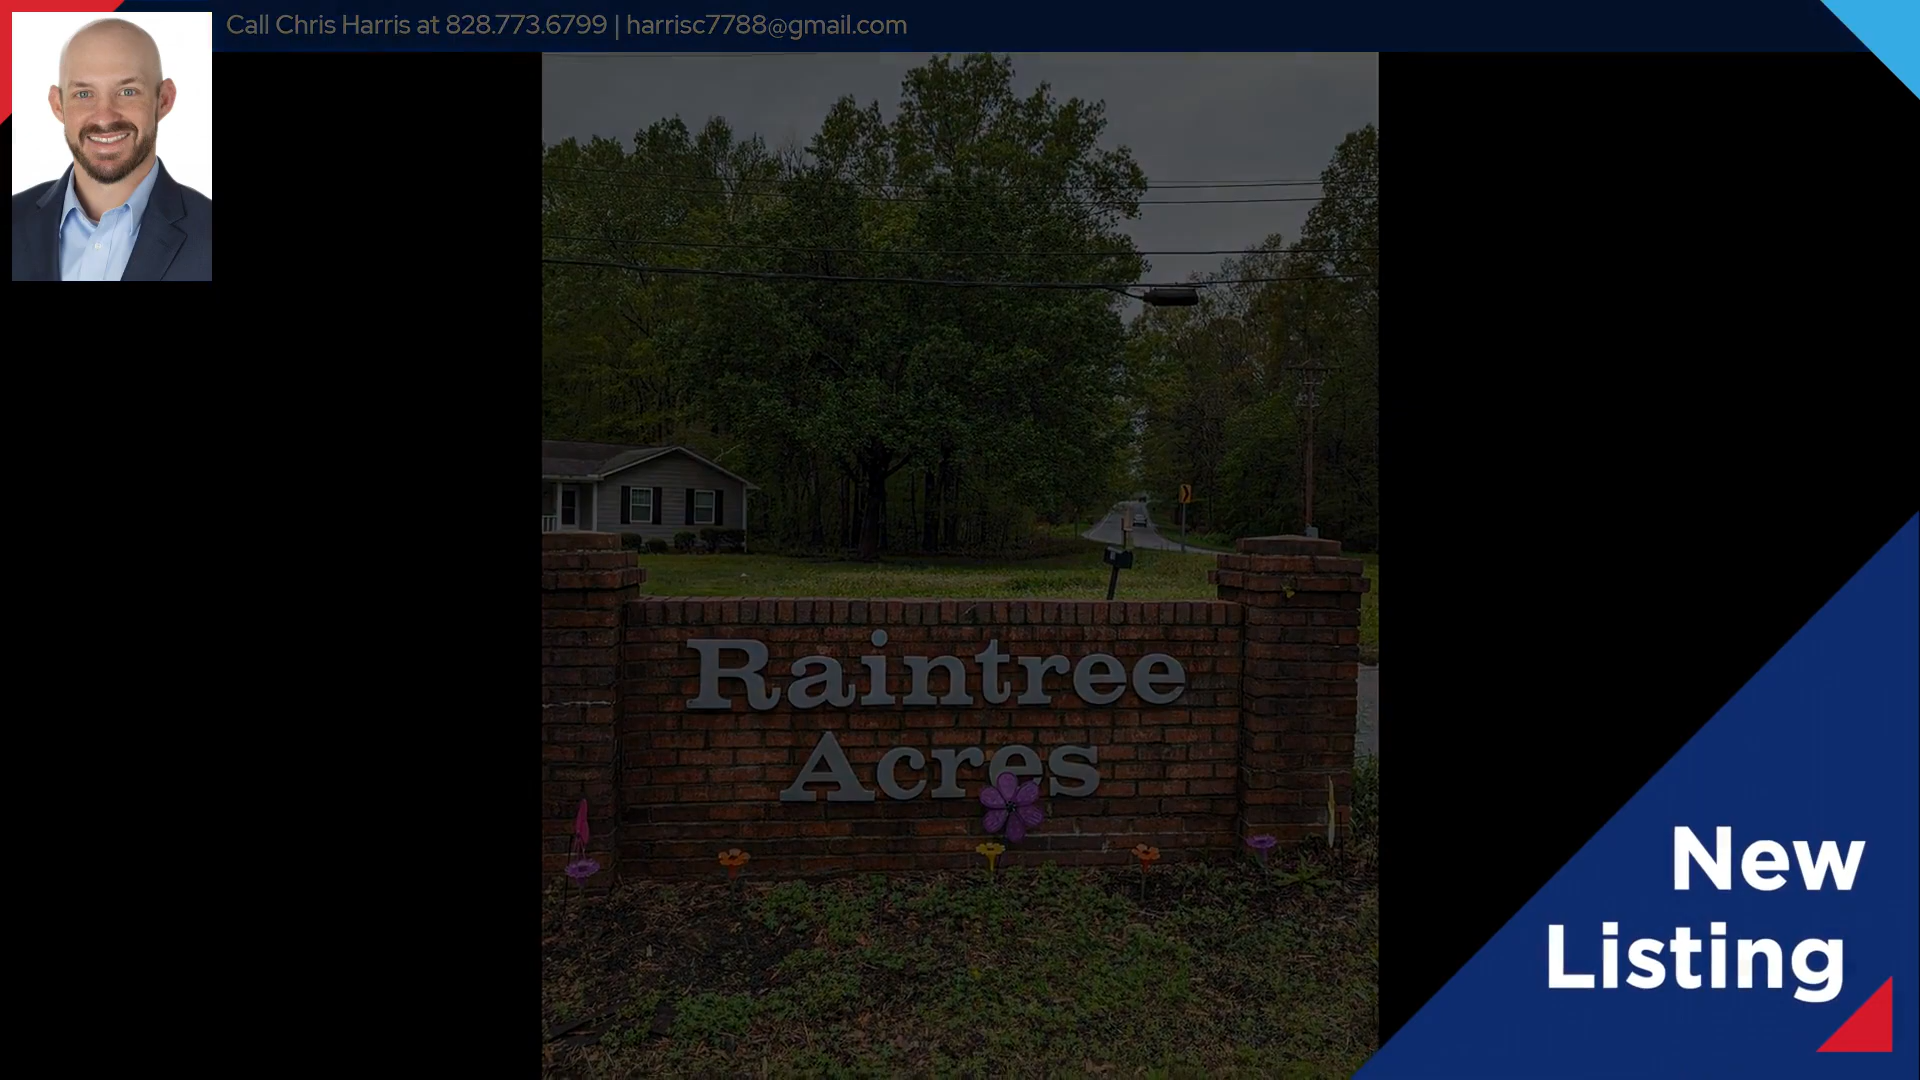 Call Chris Harris at 828.773.6799 | harrisc7788@gmail.com
Raintree
Acres
New
Listing